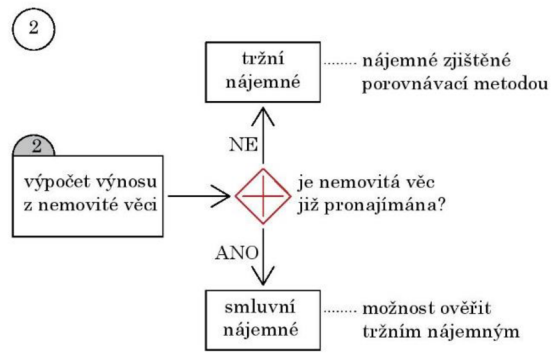 2
tržní
nájemné
nájemné zjištěné
porovnávací metodou
NE
2
výpočet výnosu
z nemovité věci
je nemovitá věc
již pronajímána?
ANO
smluvní
nájemné
možnost ověřit
tržním nájemným